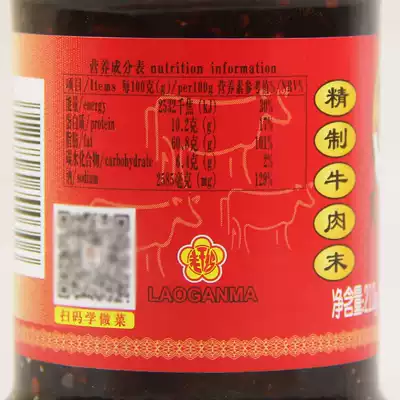 营养成分表 nutrition information
项目/Items 每100克(g)/per100g 营养素参考值%/NRV%
能量/energy 2532千焦(kJ) 30%
蛋白质/protein 10.2克(g) 17%
脂肪/fat 60.8克(g) 101%
碳水化合物/carbohydrate 6.4克(g) 2%
钠/sodium 2585毫克(mg) 129%
精制牛肉末
LAOGANMA
扫码学做菜
净含量:210